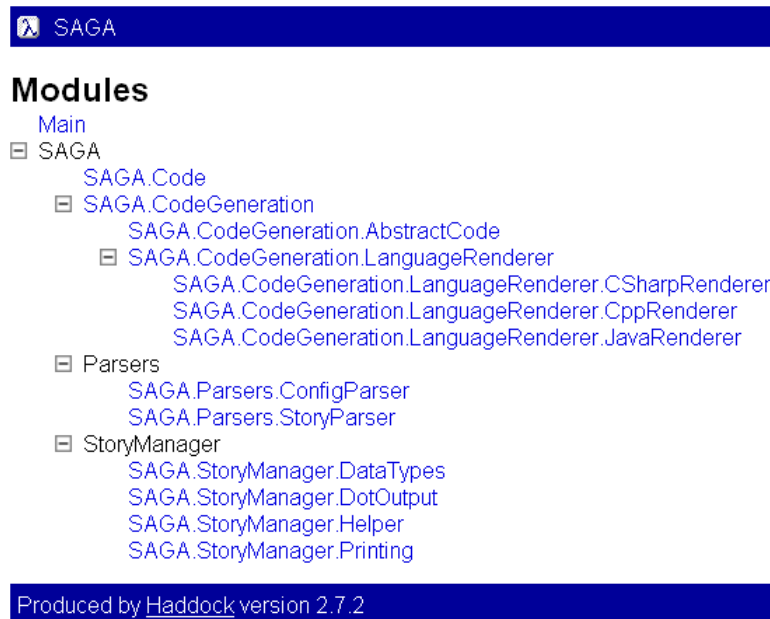 SAGA
Modules
Main
SAGA
SAGA.Code
SAGA.CodeGeneration
SAGA.CodeGeneration.AbstractCode
SAGA.CodeGeneration.LanguageRenderer
SAGA.CodeGeneration.LanguageRenderer.CSharpRenderer
SAGA.CodeGeneration.LanguageRenderer.CppRenderer
SAGA.CodeGeneration.LanguageRenderer.JavaRenderer
Parsers
SAGA.Parsers.ConfigParser
SAGA.Parsers.StoryParser
StoryManager
SAGA.StoryManager.DataTypes
SAGA.StoryManager.DotOutput
SAGA.StoryManager.Helper
SAGA.StoryManager.Printing
Produced by Haddock version 2.7.2